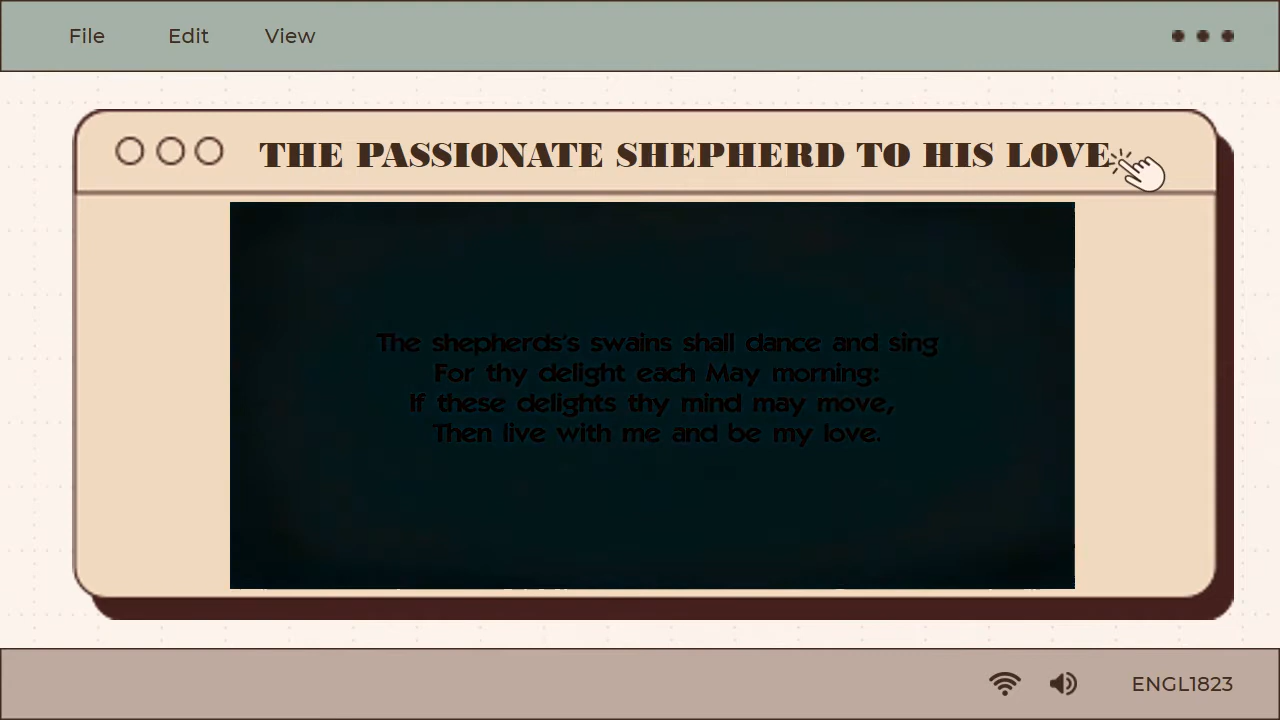 File Edit View
THE PASSIONATE SHEPHERD TO HIS LOVE
The shepherds's swains shall dance and sing
For thy delight each May morning:
If these delights thy mind may move,
Then live with me and be my love.
ENGL1823